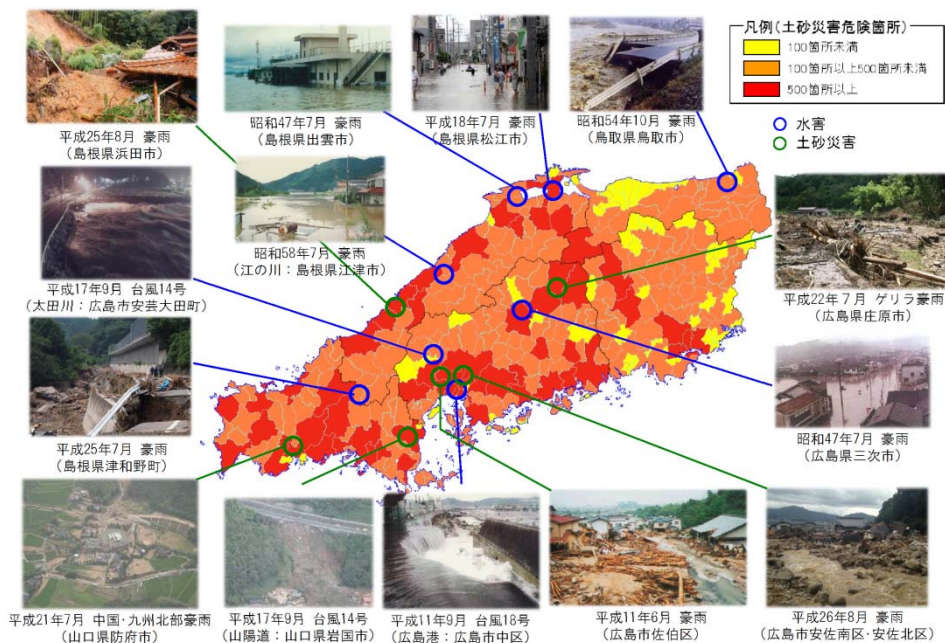 凡例(土砂災害危険箇所)
100箇所未満
100箇所以上500箇所未満
500箇所以上
水害
土砂災害
平成25年8月 豪雨
(島根県浜田市)
昭和47年7月 豪雨
(島根県出雲市)
平成18年7月 豪雨
(島根県松江市)
昭和54年10月 豪雨
(鳥取県鳥取市)
昭和58年7月 豪雨
(江の川:島根県江津市)
平成17年9月 台風14号
(太田川:広島市安芸大田町)
平成22年7月 ゲリラ豪雨
(広島県庄原市)
平成25年7月 豪雨
(島根県津和野町)
昭和47年7月 豪雨
(広島県三次市)
平成21年7月 中国・九州北部豪雨
(山口県防府市)
平成17年9月 台風14号
(山陽道:山口県岩国市)
平成11年9月 台風18号
(広島港:広島市中区)
平成11年6月 豪雨
(広島市佐伯区)
平成26年8月 豪雨
(広島市安佐南区・安佐北区)